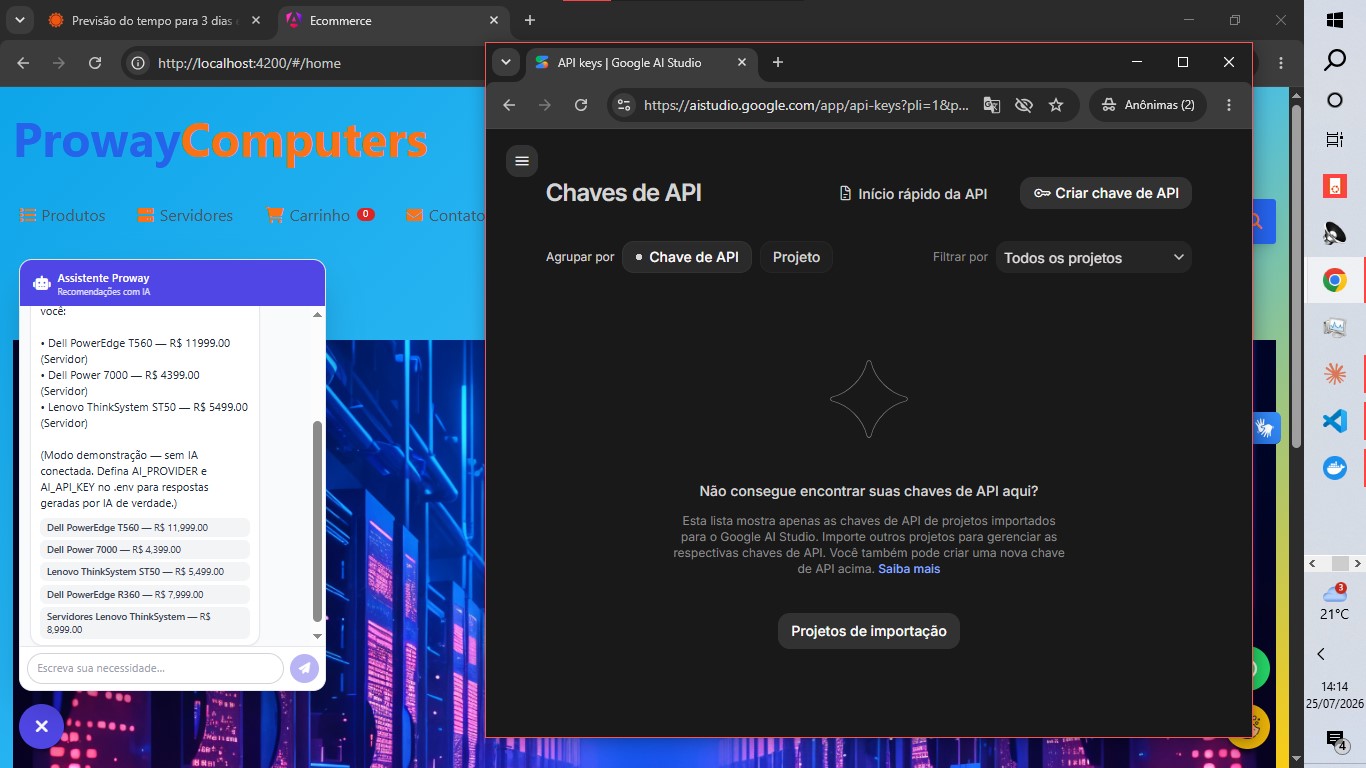 Previsão do tempo para 3 dias
Ecommerce
http://localhost:4200/#/home
ProwayComputers
Produtos
Servidores
Carrinho 0
Contato
Assistente Proway
Recomendações com IA
você:
• Dell PowerEdge T560 — R$ 11999.00
(Servidor)
• Dell Power 7000 — R$ 4399.00
(Servidor)
• Lenovo ThinkSystem ST50 — R$ 5499.00
(Servidor)
(Modo demonstração — sem IA
conectada. Defina AI_PROVIDER e
AI_API_KEY no .env para respostas
geradas por IA de verdade.)
Dell PowerEdge T560 — R$ 11,999.00
Dell Power 7000 — R$ 4,399.00
Lenovo ThinkSystem ST50 — R$ 5,499.00
Dell PowerEdge R360 — R$ 7,999.00
Servidores Lenovo ThinkSystem — R$
8,999.00
Escreva sua necessidade...
API keys | Google AI Studio
https://aistudio.google.com/app/api-keys?pli=1&p...
Anônimas (2)
Chaves de API
Início rápido da API
Criar chave de API
Agrupar por
Chave de API
Projeto
Filtrar por
Todos os projetos
Não consegue encontrar suas chaves de API aqui?
Esta lista mostra apenas as chaves de API de projetos importados
para o Google AI Studio. Importe outros projetos para gerenciar as
respectivas chaves de API. Você também pode criar uma nova chave
de API acima. Saiba mais
Projetos de importação
3
21°C
14:14
25/07/2026
4